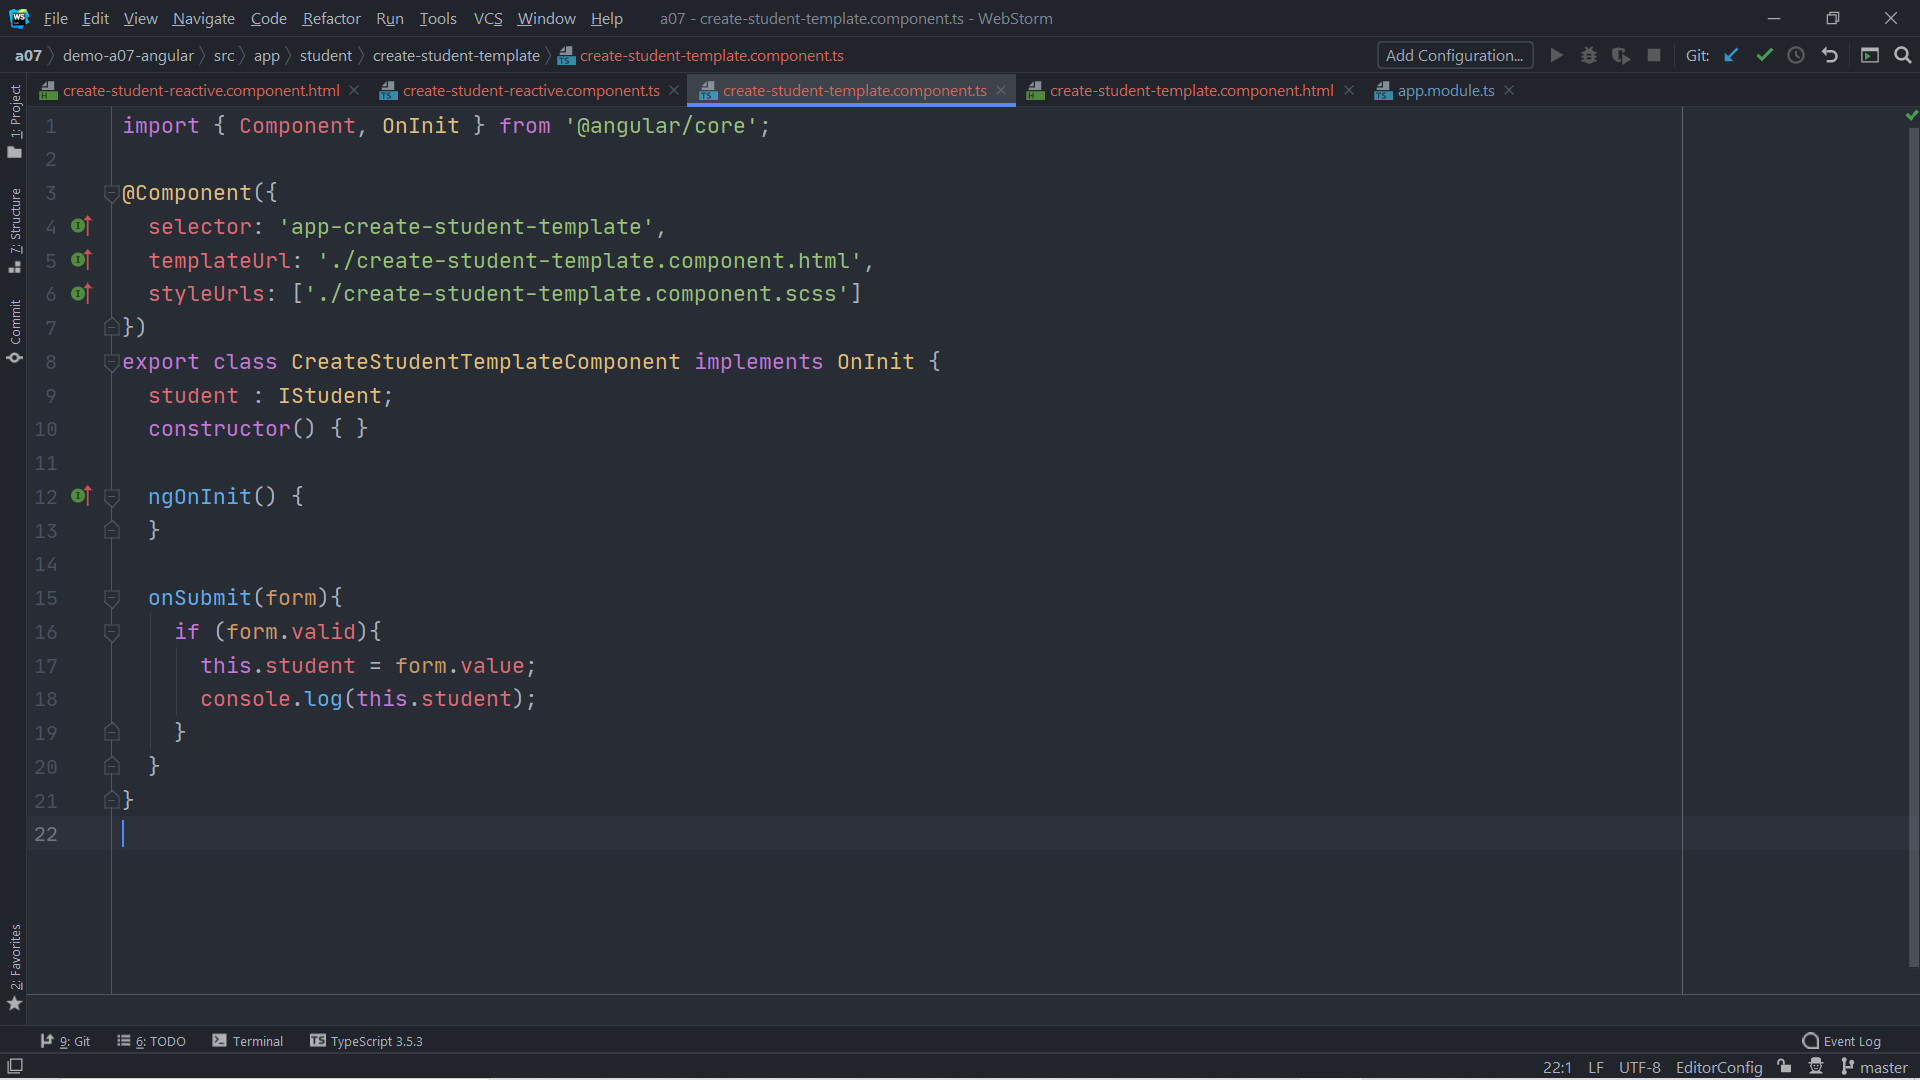 WS File Edit View Navigate Code Refactor Run Tools VCS Window Help a07 - create-student-template.component.ts - WebStorm
a07 demo-a07-angular src app student create-student-template create-student-template.component.ts Add Configuration... Git:
create-student-reactive.component.html create-student-reactive.component.ts create-student-template.component.ts create-student-template.component.html app.module.ts
1: Project
7: Structure
Commit
2: Favorites
1 import { Component, OnInit } from '@angular/core';
2
3 @Component({
4 selector: 'app-create-student-template',
5 templateUrl: './create-student-template.component.html',
6 styleUrls: ['./create-student-template.component.scss']
7 })
8 export class CreateStudentTemplateComponent implements OnInit {
9 student : IStudent;
10 constructor() { }
11
12 ngOnInit() {
13 }
14
15 onSubmit(form){
16 if (form.valid){
17 this.student = form.value;
18 console.log(this.student);
19 }
20 }
21 }
22
9: Git 6: TODO Terminal TypeScript 3.5.3 Event Log
22:1 LF UTF-8 EditorConfig master